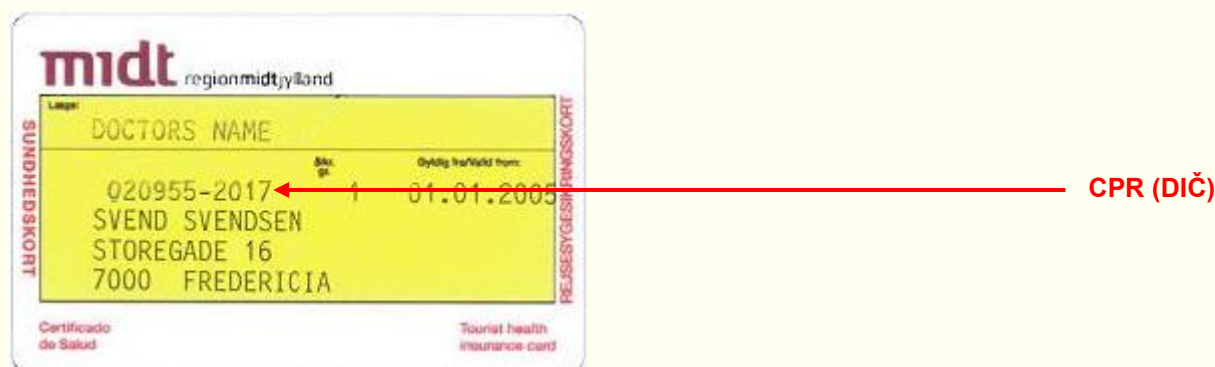 midt regionmidtjylland
Læge:
DOCTORS NAME
Sikr. gr. Gyldig fra/Valid from:
020955-2017 1 01.01.2005
SVEND SVENDSEN
STOREGADE 16
7000 FREDERICIA
SUNDHEDSKORT
REJSESYGESIKRINGSKORT
Certificado
de Salud
Tourist health
insurance card
CPR (DIČ)